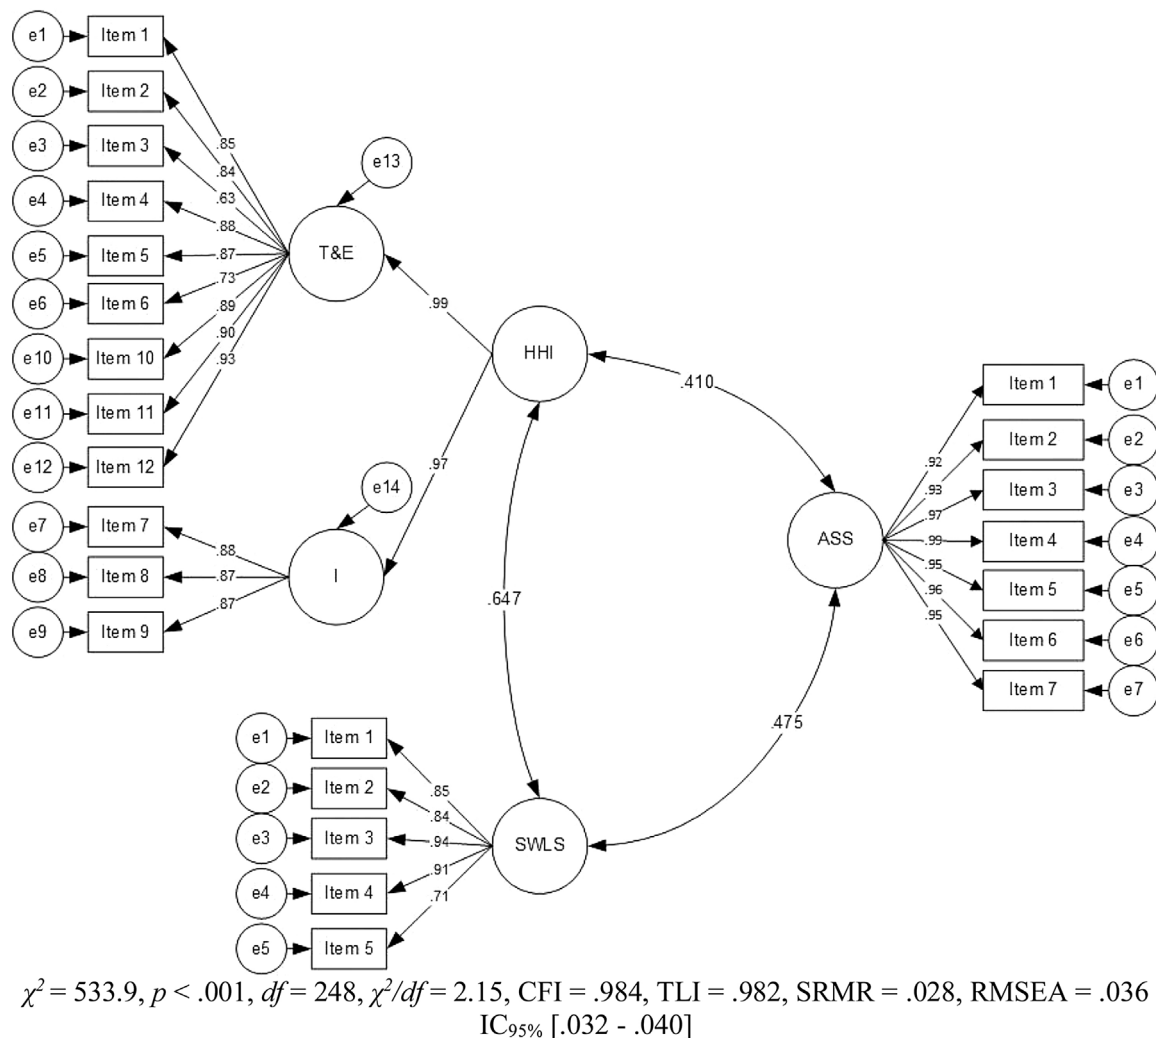 e1 Item 1
e2 Item 2
e3 Item 3
e4 Item 4
e5 Item 5
e6 Item 6
e10 Item 10
e11 Item 11
e12 Item 12
e7 Item 7
e8 Item 8
e9 Item 9
.85
.84
.63
.88
.87
.73
.89
.90
.93
e13
T&E
.99
.97
e14
I
.88
.87
.87
HHI
.410
.647
ASS
.475
.92
.93
.97
.99
.95
.96
.95
Item 1 e1
Item 2 e2
Item 3 e3
Item 4 e4
Item 5 e5
Item 6 e6
Item 7 e7
e1 Item 1
e2 Item 2
e3 Item 3
e4 Item 4
e5 Item 5
.85
.84
.94
.91
.71
SWLS
χ² = 533.9, p < .001, df = 248, χ²/df = 2.15, CFI = .984, TLI = .982, SRMR = .028, RMSEA = .036
IC95% [.032 - .040]